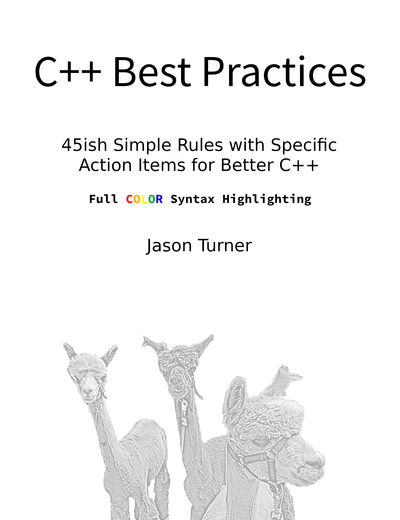 C++ Best Practices
45ish Simple Rules with Specific
Action Items for Better C++
Full COLOR Syntax Highlighting
Jason Turner